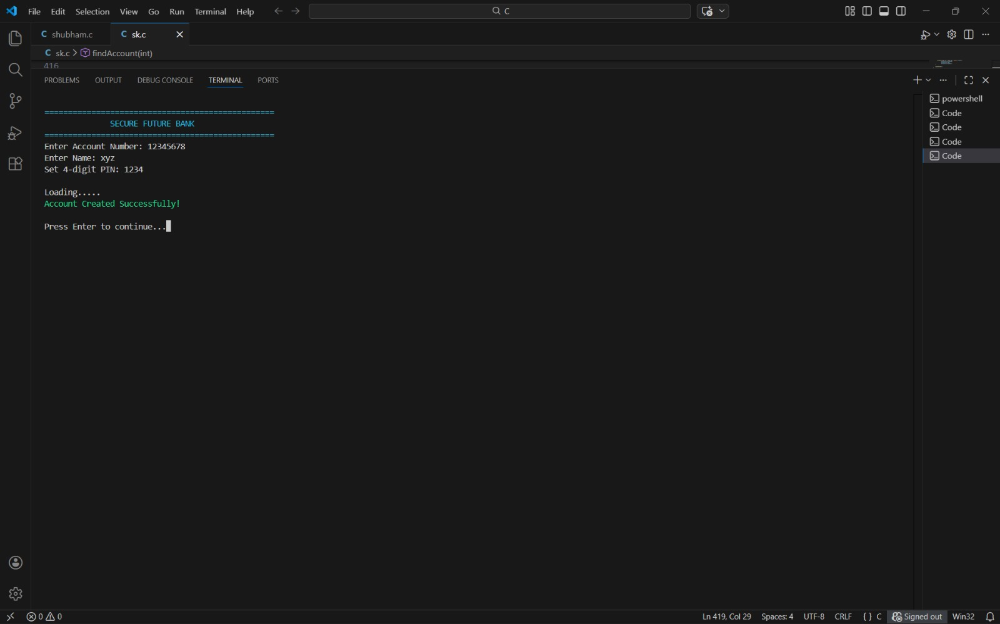 File Edit Selection View Go Run Terminal Help
C
C shubham.c
C sk.c
C sk.c > findAccount(int)
416
PROBLEMS OUTPUT DEBUG CONSOLE TERMINAL PORTS
=================================================
SECURE FUTURE BANK
=================================================
Enter Account Number: 12345678
Enter Name: xyz
Set 4-digit PIN: 1234
Loading.....
Account Created Successfully!
Press Enter to continue...
powershell
Code
Code
Code
Code
0 0
Ln 419, Col 29 Spaces: 4 UTF-8 CRLF { } C Signed out Win32